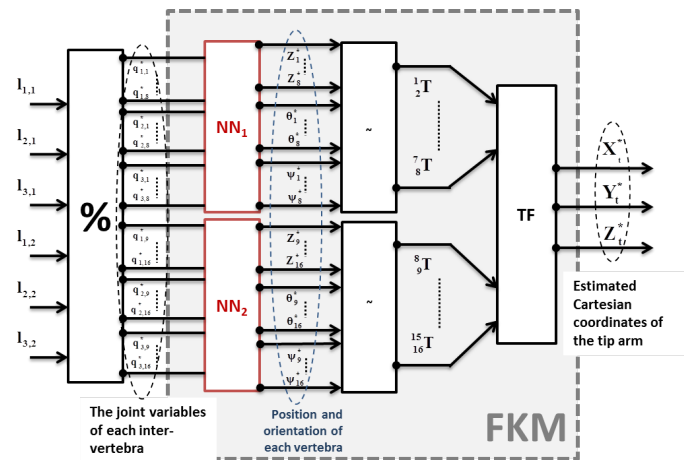 l1,1
l2,1
l3,1
l1,2
l2,2
l3,2
%
q*1,1
q*1,8
q*2,1
q*2,8
q*3,1
q*3,8
q*1,9
q*1,16
q*2,9
q*2,16
q*3,9
q*3,16
The joint variables
of each inter-
vertebra
NN1
NN2
Z*1
Z*8
θ*1
θ*8
Ψ*1
Ψ*8
Z*9
Z*16
θ*9
θ*16
Ψ*9
Ψ*16
Position and
orientation of
each vertebra
~
~
1 2T
7 8T
8 9T
15 16T
TF
X*
Yt*
Zt*
Estimated
Cartesian
coordinates of
the tip arm
FKM